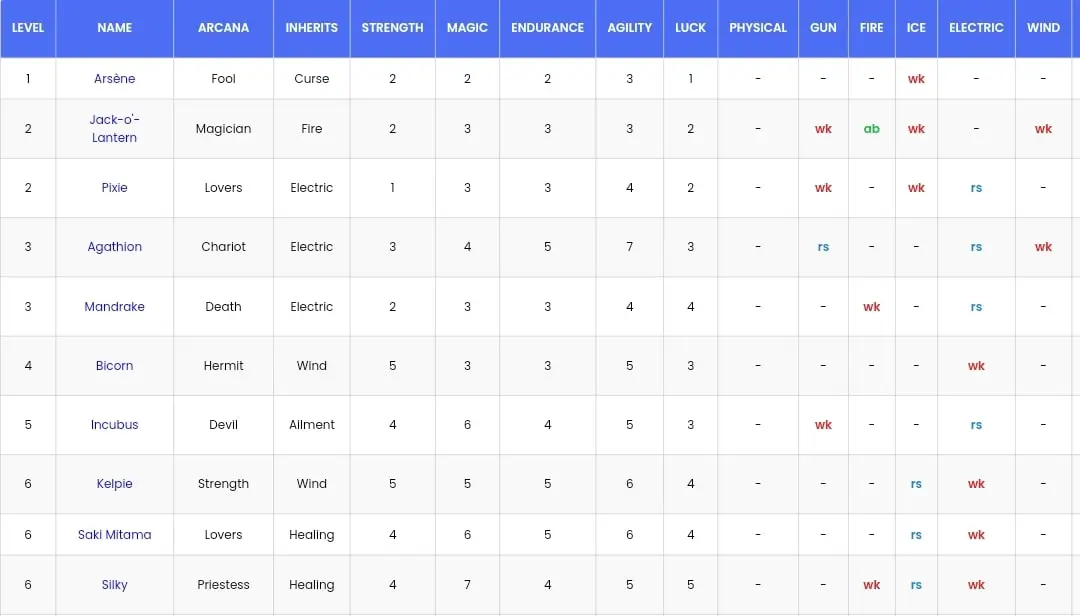 LEVEL NAME ARCANA INHERITS STRENGTH MAGIC ENDURANCE AGILITY LUCK PHYSICAL GUN FIRE ICE ELECTRIC WIND
1 Arsène Fool Curse 2 2 2 3 1 - - - wk - -
2 Jack-o'-
Lantern Magician Fire 2 3 3 3 2 - wk ab wk - wk
2 Pixie Lovers Electric 1 3 3 4 2 - wk - wk rs -
3 Agathion Chariot Electric 3 4 5 7 3 - rs - - rs wk
3 Mandrake Death Electric 2 3 3 4 4 - - wk - rs -
4 Bicorn Hermit Wind 5 3 3 5 3 - - - - wk -
5 Incubus Devil Ailment 4 6 4 5 3 - wk - - rs -
6 Kelpie Strength Wind 5 5 5 6 4 - - - rs wk -
6 Saki Mitama Lovers Healing 4 6 5 6 4 - - - rs wk -
6 Silky Priestess Healing 4 7 4 5 5 - - wk rs wk -